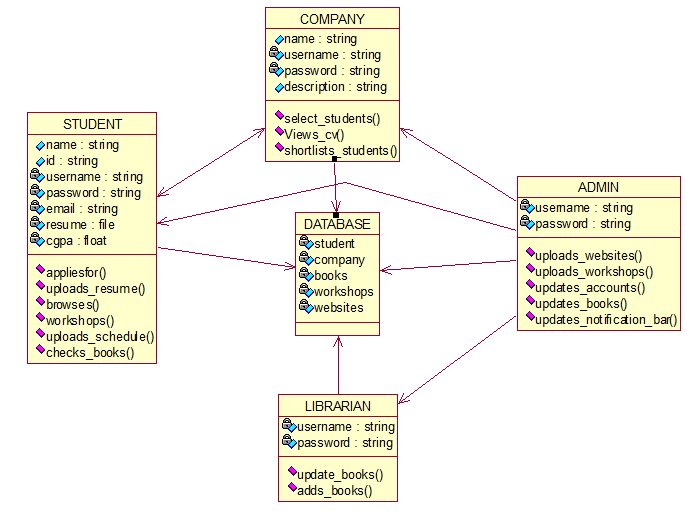 COMPANY
name : string
username : string
password : string
description : string
select_students()
Views_cv()
shortlists_students()
STUDENT
name : string
id : string
username : string
password : string
email : string
resume : file
cgpa : float
appliesfor()
uploads_resume()
browses()
workshops()
uploads_schedule()
checks_books()
DATABASE
student
company
books
workshops
websites
ADMIN
username : string
password : string
uploads_websites()
uploads_workshops()
updates_accounts()
updates_books()
updates_notification_bar()
LIBRARIAN
username : string
password : string
update_books()
adds_books()